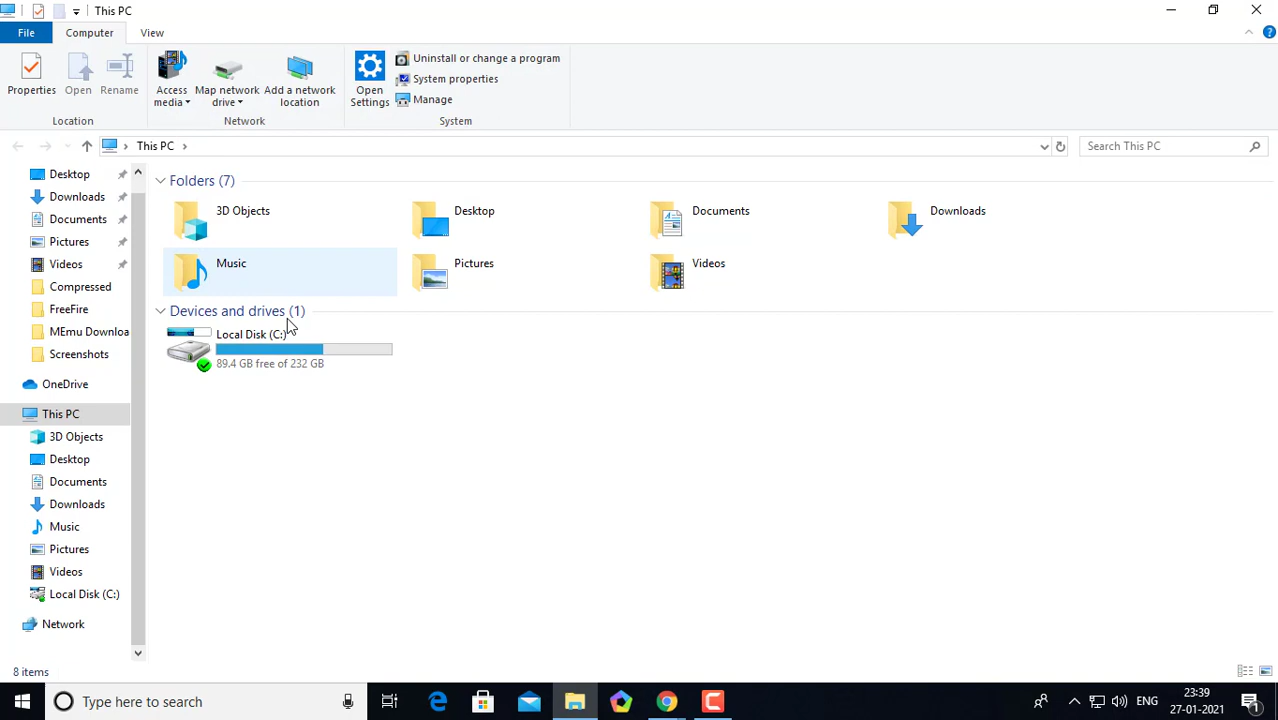 This PC
File Computer View
Properties Open Rename Access media Map network drive Add a network location Open Settings Uninstall or change a program
System properties
Manage
Location Network System
This PC
Search This PC
Desktop
Downloads
Documents
Pictures
Videos
Compressed
FreeFire
MEmu Downloa
Screenshots
OneDrive
This PC
3D Objects
Desktop
Documents
Downloads
Music
Pictures
Videos
Local Disk (C:)
Network
Folders (7)
3D Objects Desktop Documents Downloads
Music Pictures Videos
Devices and drives (1)
Local Disk (C:)
89.4 GB free of 232 GB
8 items
Type here to search
ENG
23:39
27-01-2021
1